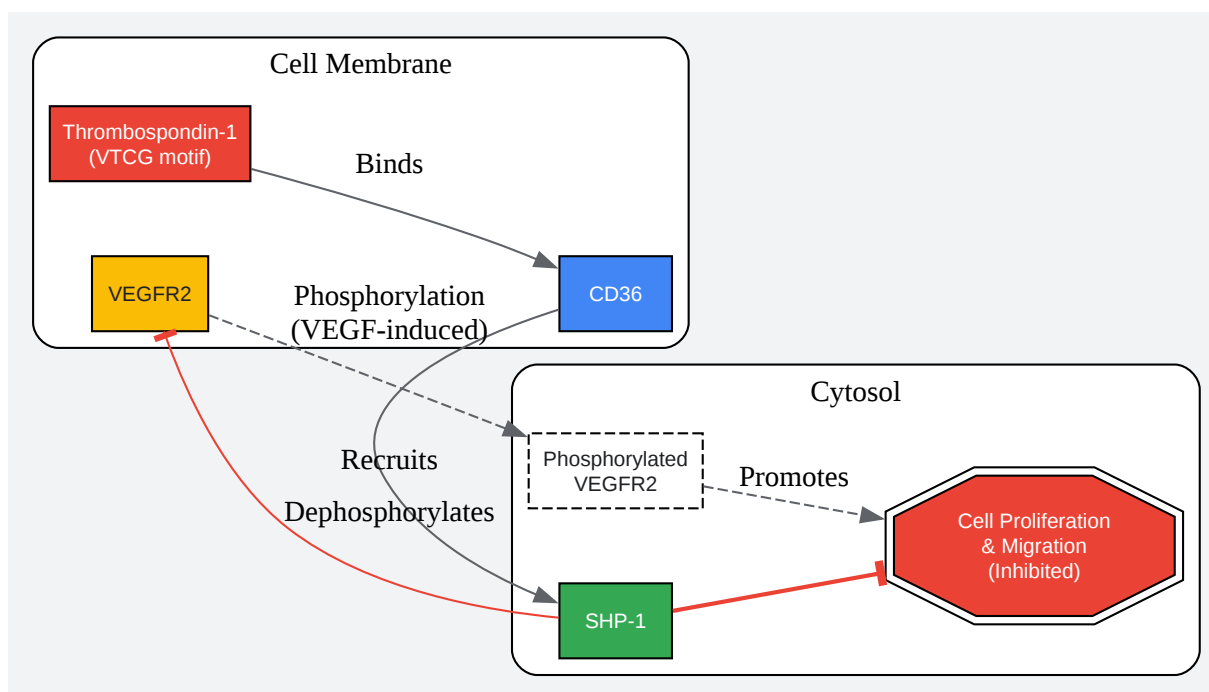 Cell Membrane
Thrombospondin-1
(VTCG motif)
Binds
VEGFR2
Phosphorylation
(VEGF-induced)
CD36
Cytosol
Recruits
Dephosphorylates
Phosphorylated
VEGFR2
Promotes
Cell Proliferation
& Migration
(Inhibited)
SHP-1